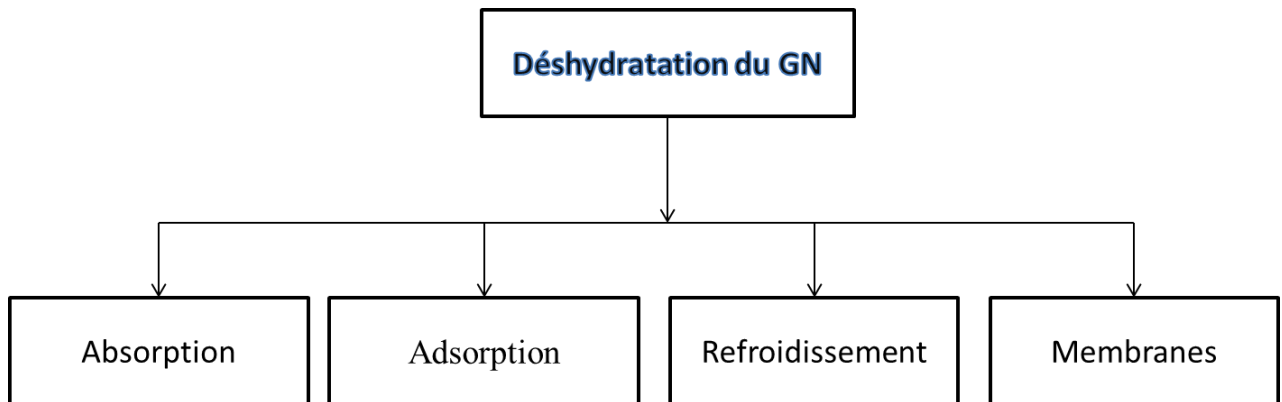 Déshydratation du GN
Absorption
Adsorption
Refroidissement
Membranes